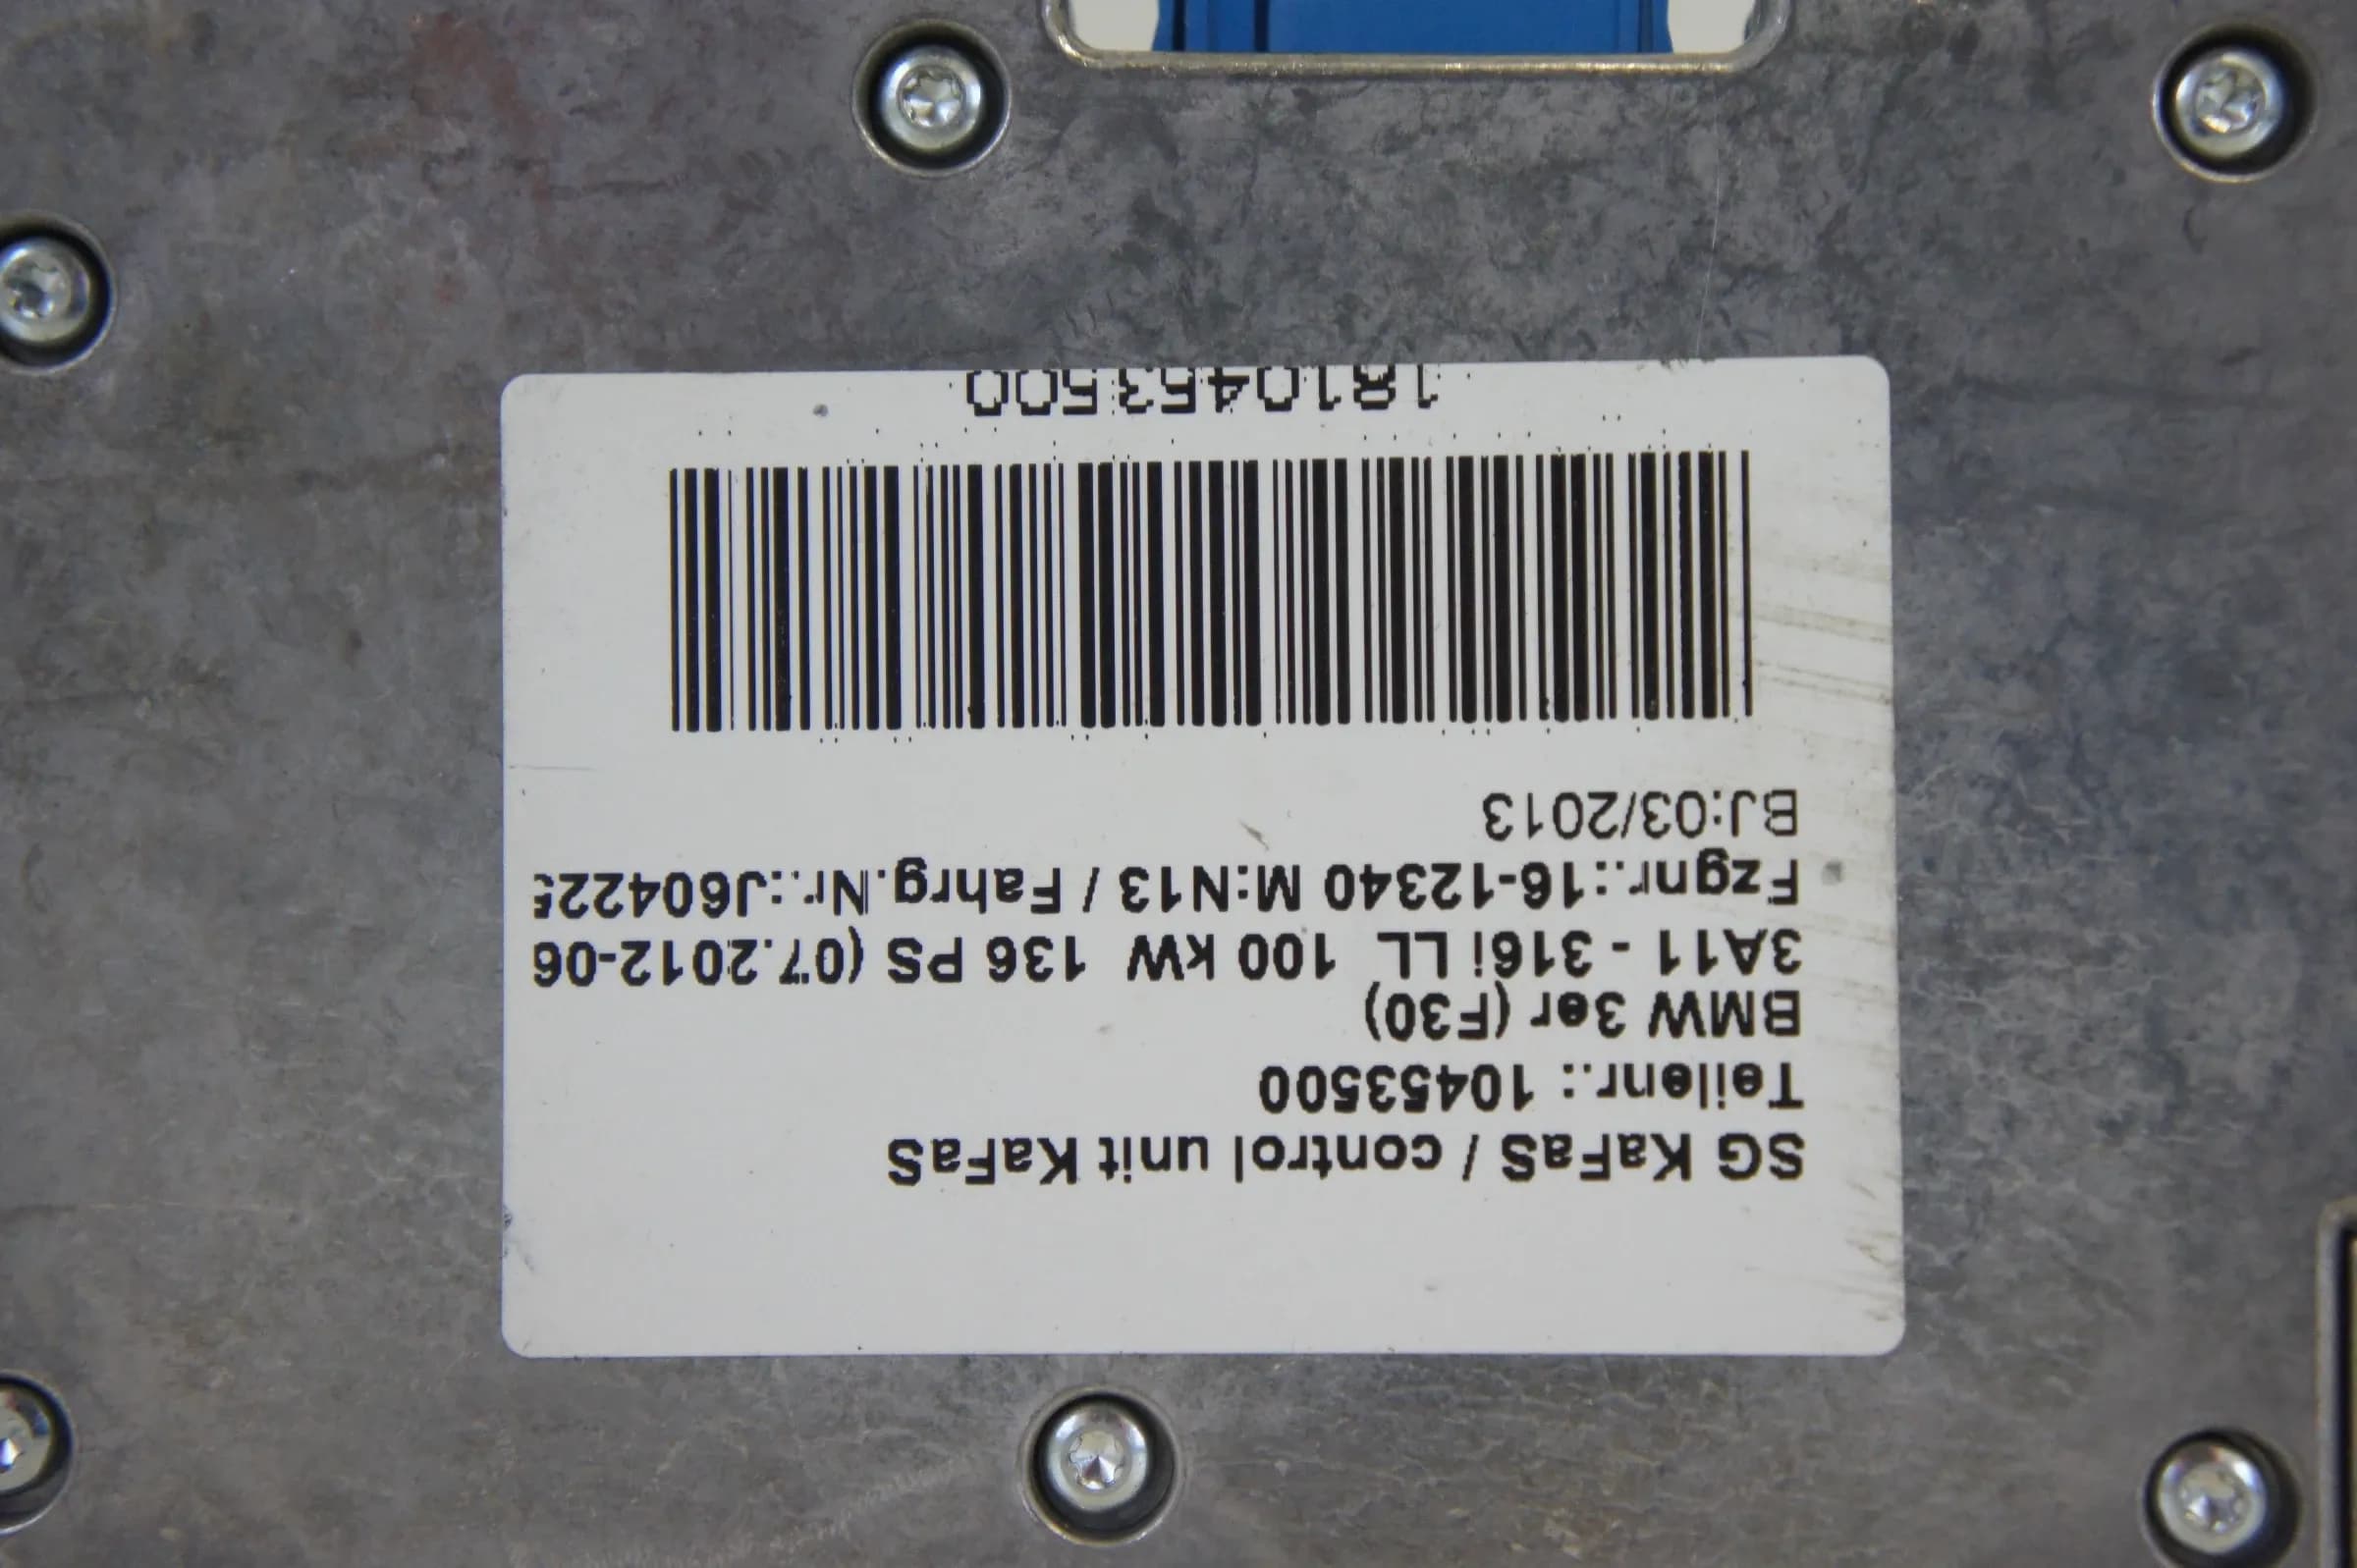 SG KaFaS / control unit KaFaS
Teilenr.: 10453500
BMW 3er (F30)
3A11 - 316i LL 100 kW 136 PS (07.2012-06
Fzgnr.:16-12340 M:N13 / Fahrg.Nr.:J604225
BJ:03/2013
1810453500